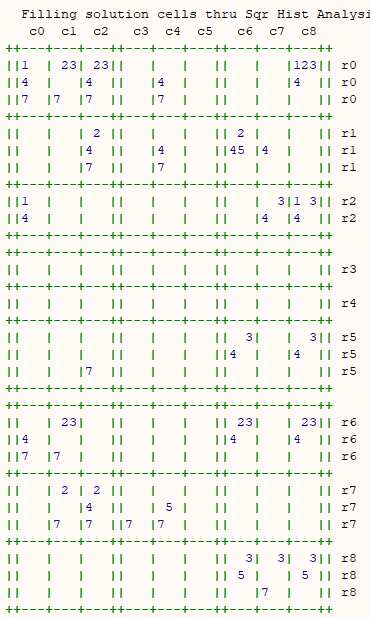 Filling solution cells thru Sqr Hist Analysi
   c0  c1  c2   c3  c4  c5   c6  c7  c8
++---+---+---++---+---+---++---+---+---++
||1  | 23| 23||   |   |   ||   |   |123|| r0
||4  |   |4  ||   |4  |   ||   |   |4  || r0
||7  |7  |7  ||   |7  |   ||   |   |   || r0
++---+---+---++---+---+---++---+---+---++
||   |   | 2 ||   |   |   || 2 |   |   || r1
||   |   |4  ||   |4  |   ||45 |4  |   || r1
||   |   |7  ||   |7  |   ||   |   |   || r1
++---+---+---++---+---+---++---+---+---++
||1  |   |   ||   |   |   ||   |  3|1 3|| r2
||4  |   |   ||   |   |   ||   |4  |4  || r2
++---+---+---++---+---+---++---+---+---++
++---+---+---++---+---+---++---+---+---++
||   |   |   ||   |   |   ||   |   |   || r3
++---+---+---++---+---+---++---+---+---++
||   |   |   ||   |   |   ||   |   |   || r4
++---+---+---++---+---+---++---+---+---++
||   |   |   ||   |   |   ||  3|   |  3|| r5
||   |   |   ||   |   |   ||4  |   |4  || r5
||   |   |7  ||   |   |   ||   |   |   || r5
++---+---+---++---+---+---++---+---+---++
++---+---+---++---+---+---++---+---+---++
||   | 23|   ||   |   |   || 23|   | 23|| r6
||4  |   |   ||   |   |   ||4  |   |4  || r6
||7  |7  |   ||   |   |   ||   |   |   || r6
++---+---+---++---+---+---++---+---+---++
||   | 2 | 2 ||   |   |   ||   |   |   || r7
||   |   |4  ||   | 5 |   ||   |   |   || r7
||   |7  |7  ||7  |7  |   ||   |   |   || r7
++---+---+---++---+---+---++---+---+---++
||   |   |   ||   |   |   ||  3|  3|  3|| r8
||   |   |   ||   |   |   || 5 |   | 5 || r8
||   |   |   ||   |   |   ||   |7  |   || r8
++---+---+---++---+---+---++---+---+---++